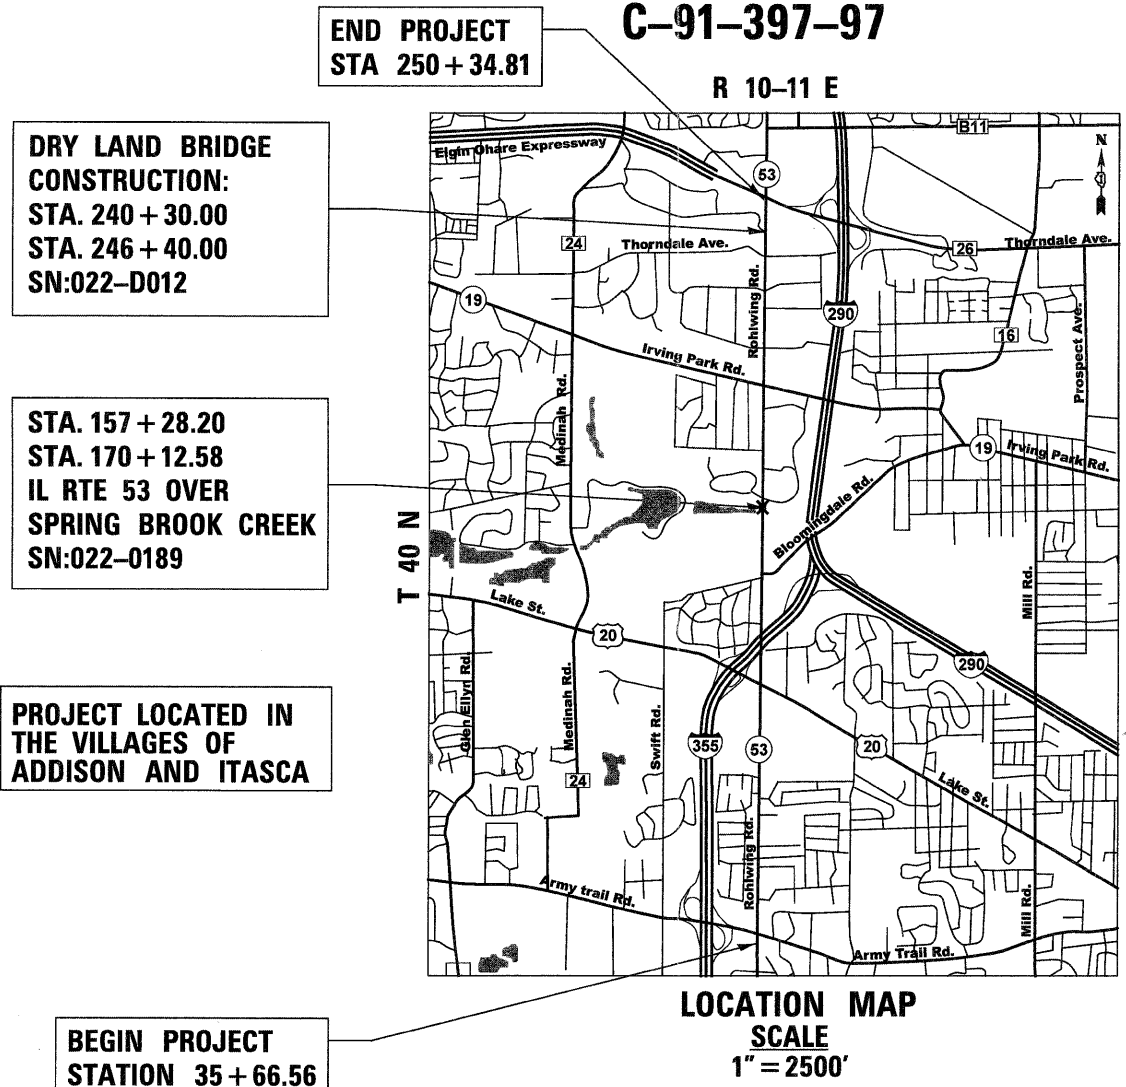 C–91–397–97
END PROJECT
STA 250+34.81
R 10–11 E
DRY LAND BRIDGE
CONSTRUCTION:
STA. 240+30.00
STA. 246+40.00
SN:022–D012
STA. 157+28.20
STA. 170+12.58
IL RTE 53 OVER
SPRING BROOK CREEK
SN:022–0189
PROJECT LOCATED IN
THE VILLAGES OF
ADDISON AND ITASCA
BEGIN PROJECT
STATION 35+66.56
T 40 N
B11
Elgin Ohare Expressway
N
53
24
Thorndale Ave.
26
Thorndale Ave.
19
Rohlwing Rd.
290
16
Prospect Ave.
Irving Park Rd.
Medinah Rd.
19
Irving Park Rd.
Bloomingdale Rd.
X
Mill Rd.
Lake St.
20
290
Glen Ellyn Rd.
Medinah Rd.
Swift Rd.
355
53
20
24
Lake St.
Rohlwing Rd.
Army trail Rd.
Mill Rd.
Army Trail Rd.
LOCATION MAP
SCALE
1" = 2500'